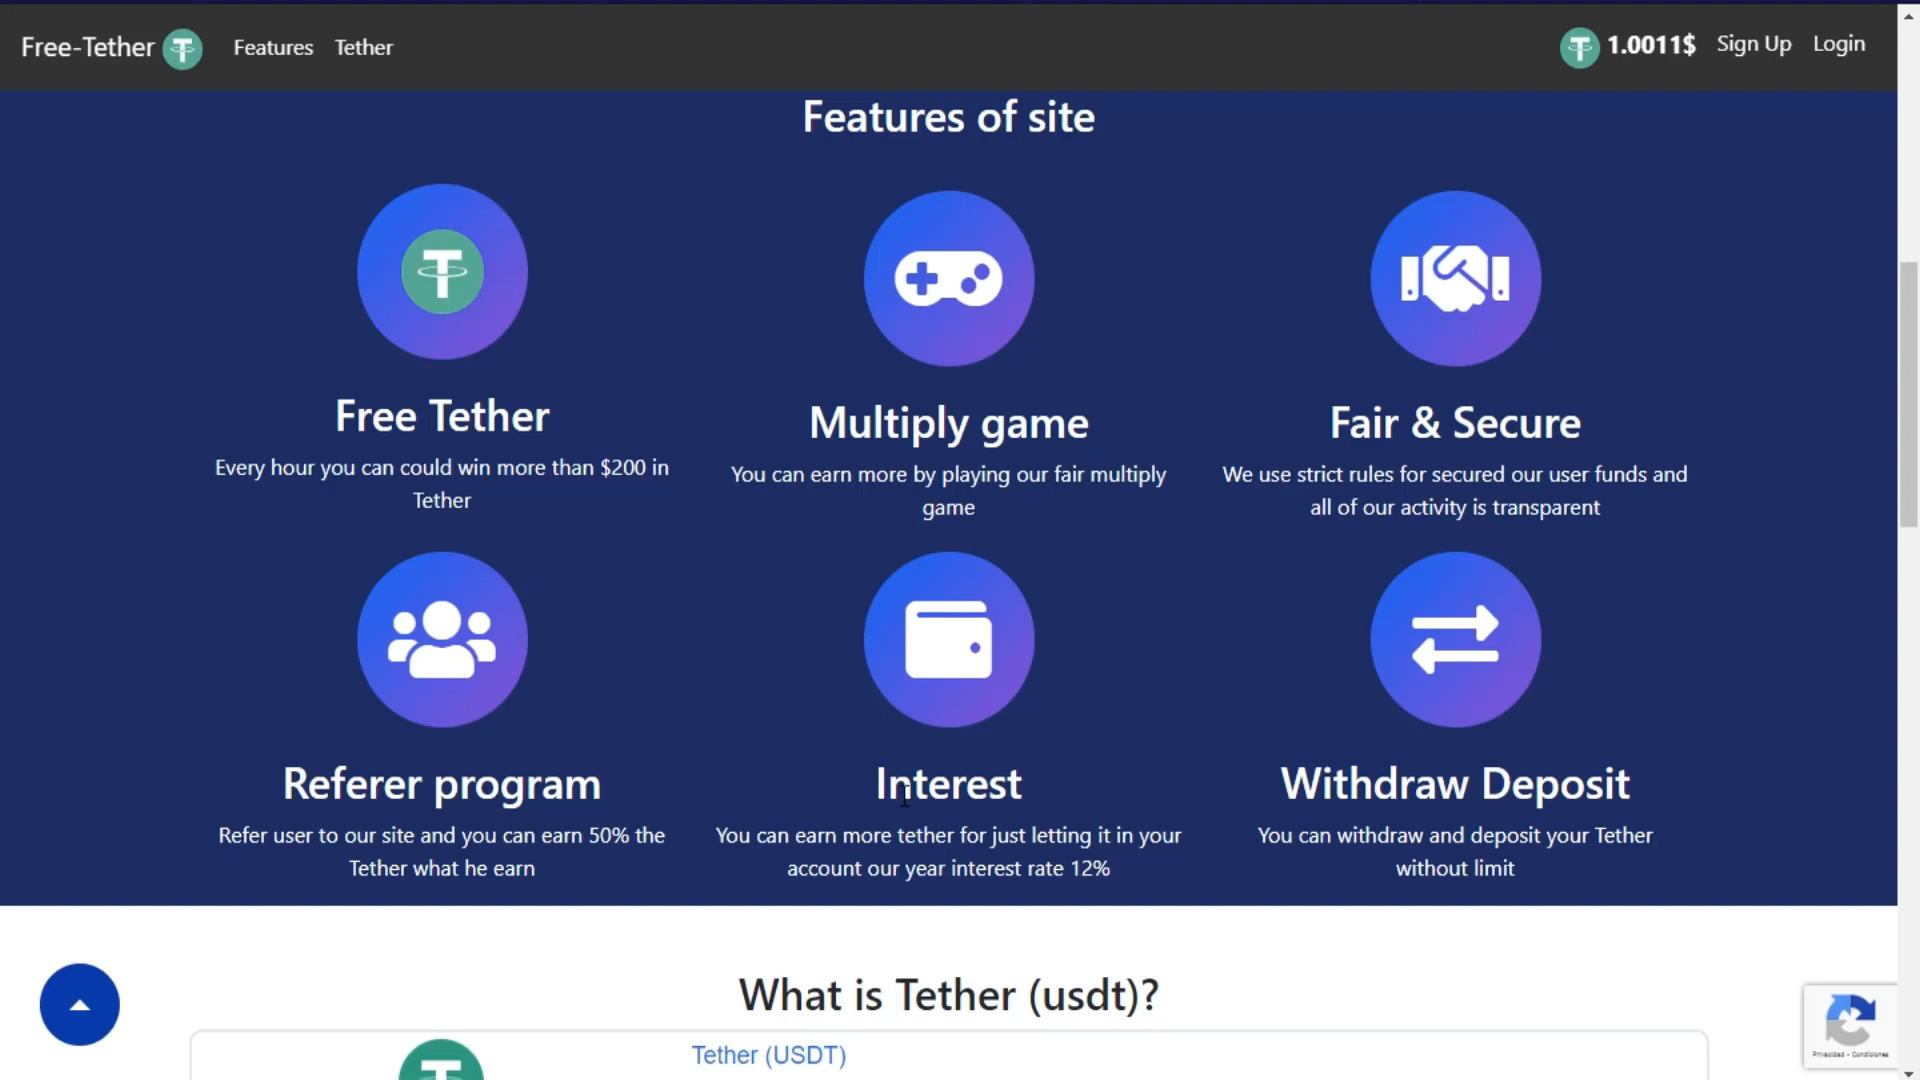 Free-Tether
Features
Tether
1.0011$
Sign Up
Login
Features of site
Free Tether
Every hour you can could win more than $200 in
Tether
Multiply game
You can earn more by playing our fair multiply
game
Fair & Secure
We use strict rules for secured our user funds and
all of our activity is transparent
Referer program
Refer user to our site and you can earn 50% the
Tether what he earn
Interest
You can earn more tether for just letting it in your
account our year interest rate 12%
Withdraw Deposit
You can withdraw and deposit your Tether
without limit
What is Tether (usdt)?
Tether (USDT)
Privacidad - Condiciones